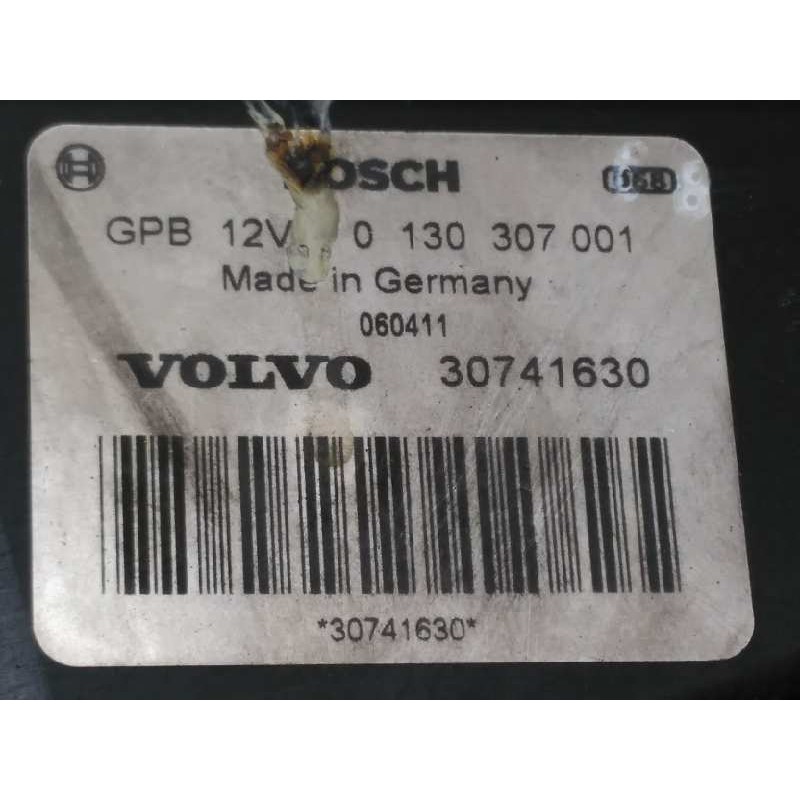 BOSCH
GPB 12V 0 130 307 001
Made in Germany
060411
VOLVO 30741630
*30741630*